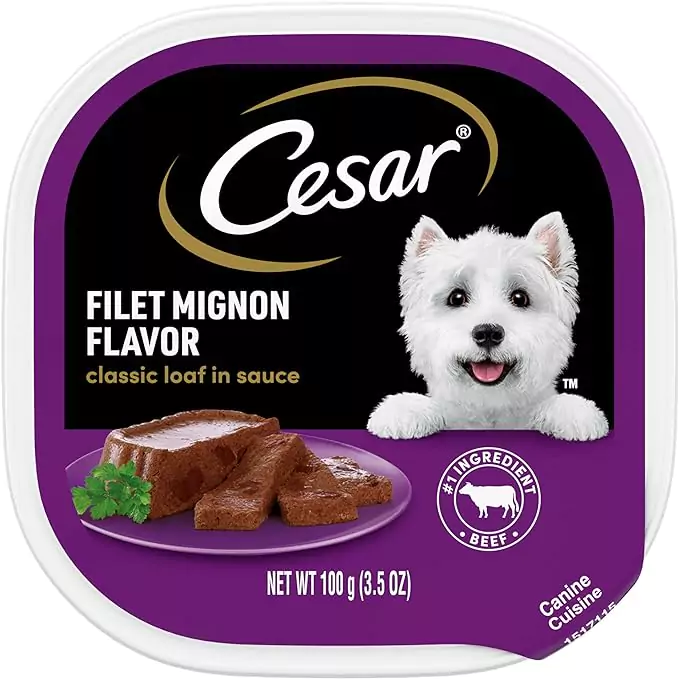 Cesar®
FILET MIGNON
FLAVOR
classic loaf in sauce
TM
#1 INGREDIENT
• BEEF •
NET WT 100 g (3.5 OZ)
Canine
Cuisine